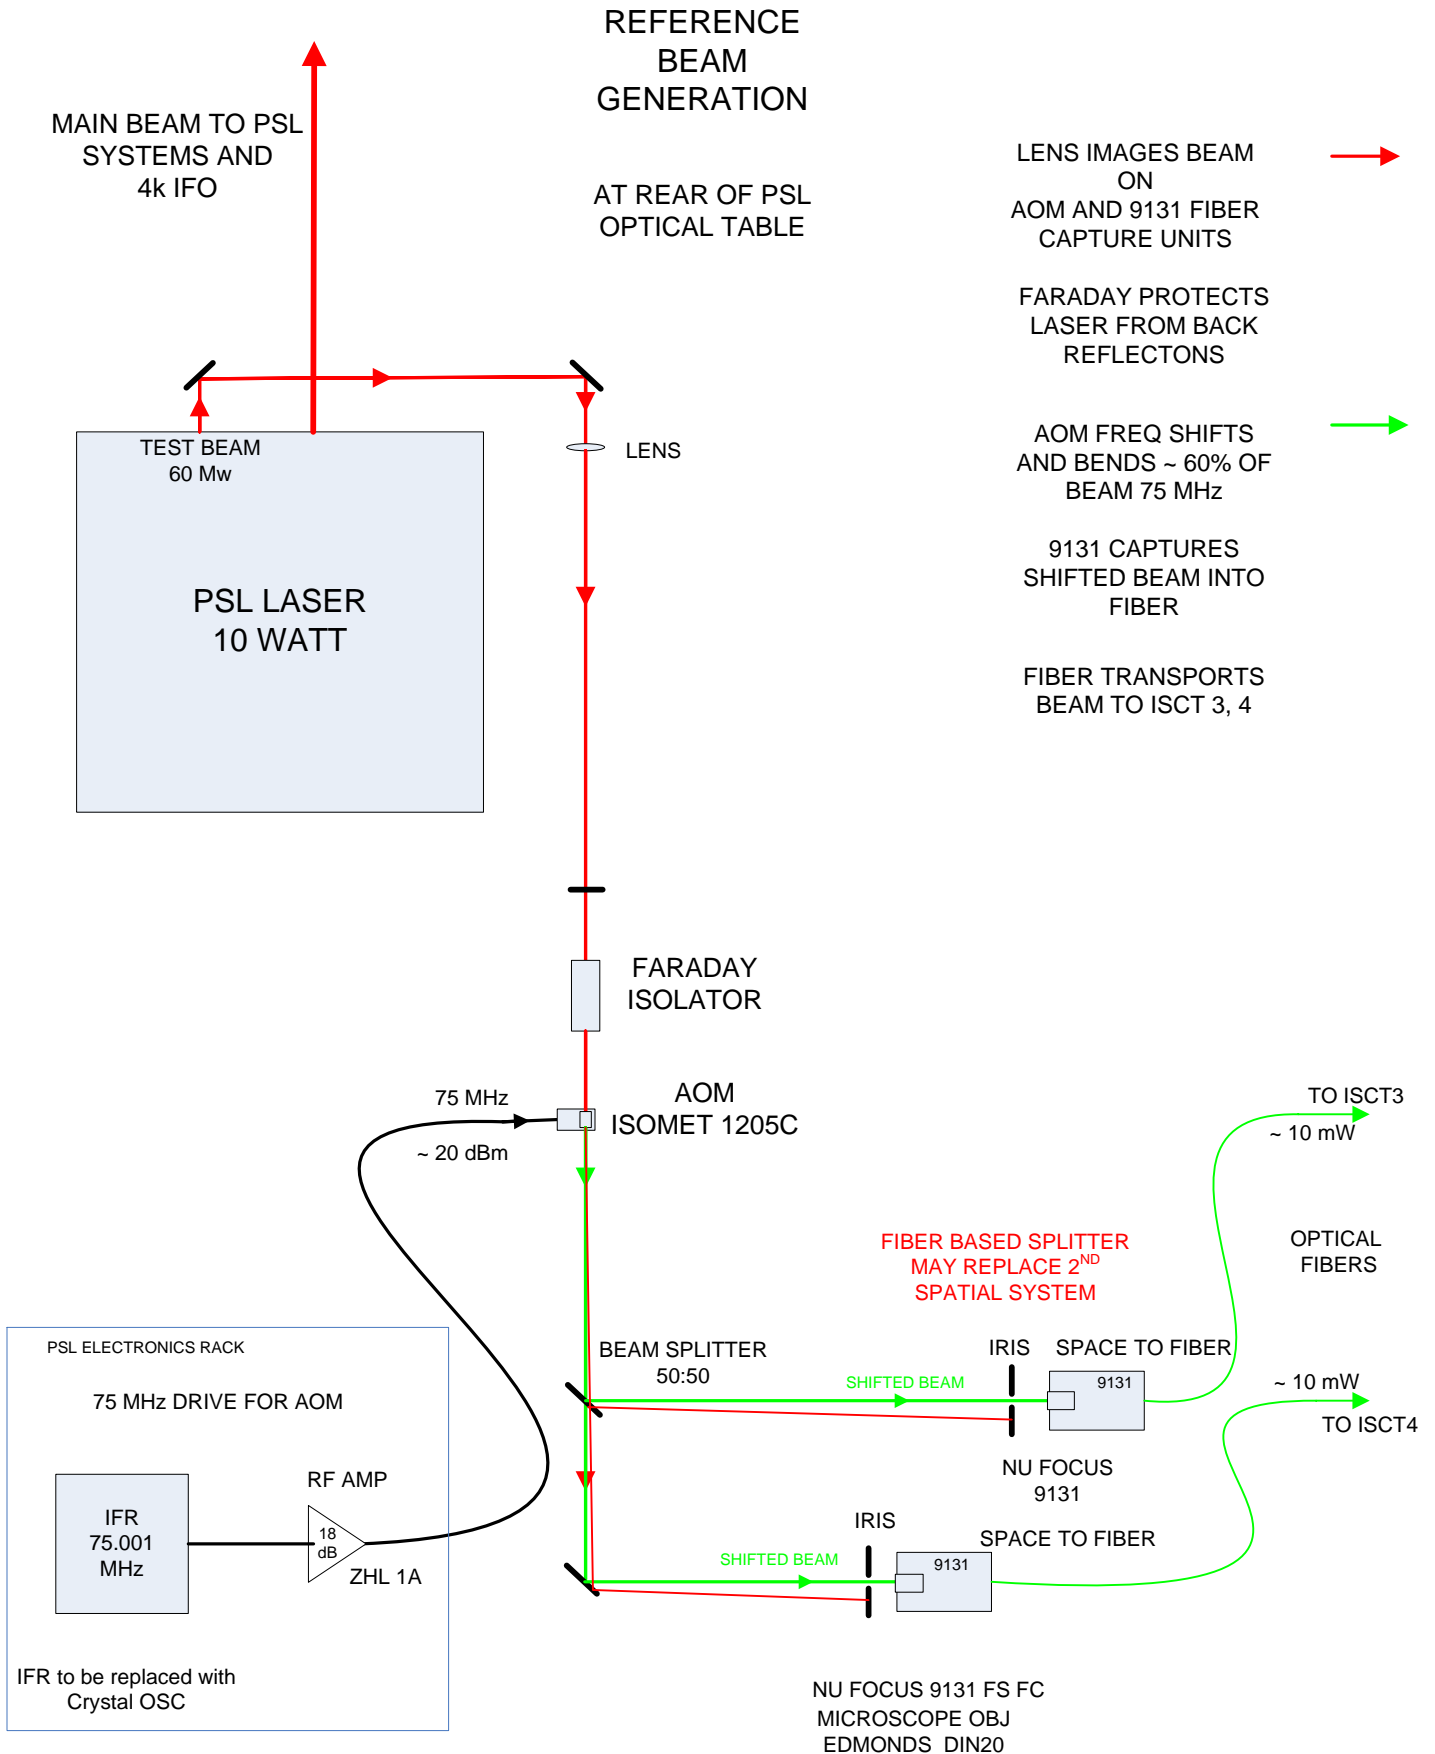 REFERENCE
BEAM
GENERATION
MAIN BEAM TO PSL
SYSTEMS AND
4k IFO
AT REAR OF PSL
OPTICAL TABLE
LENS IMAGES BEAM
ON
AOM AND 9131 FIBER
CAPTURE UNITS
FARADAY PROTECTS
LASER FROM BACK
REFLECTONS
AOM FREQ SHIFTS
AND BENDS ~ 60% OF
BEAM 75 MHz
9131 CAPTURES
SHIFTED BEAM INTO
FIBER
FIBER TRANSPORTS
BEAM TO ISCT 3, 4
TEST BEAM
60 Mw
LENS
PSL LASER
10 WATT
FARADAY
ISOLATOR
75 MHz
~ 20 dBm
AOM
ISOMET 1205C
TO ISCT3
~ 10 mW
OPTICAL
FIBERS
FIBER BASED SPLITTER
MAY REPLACE 2ND
SPATIAL SYSTEM
BEAM SPLITTER
50:50
IRIS
SPACE TO FIBER
SHIFTED BEAM
9131
~ 10 mW
TO ISCT4
NU FOCUS
9131
PSL ELECTRONICS RACK
75 MHz DRIVE FOR AOM
RF AMP
IFR
75.001
MHz
18
dB
ZHL 1A
IRIS
SPACE TO FIBER
SHIFTED BEAM
9131
IFR to be replaced with
Crystal OSC
NU FOCUS 9131 FS FC
MICROSCOPE OBJ
EDMONDS  DIN20